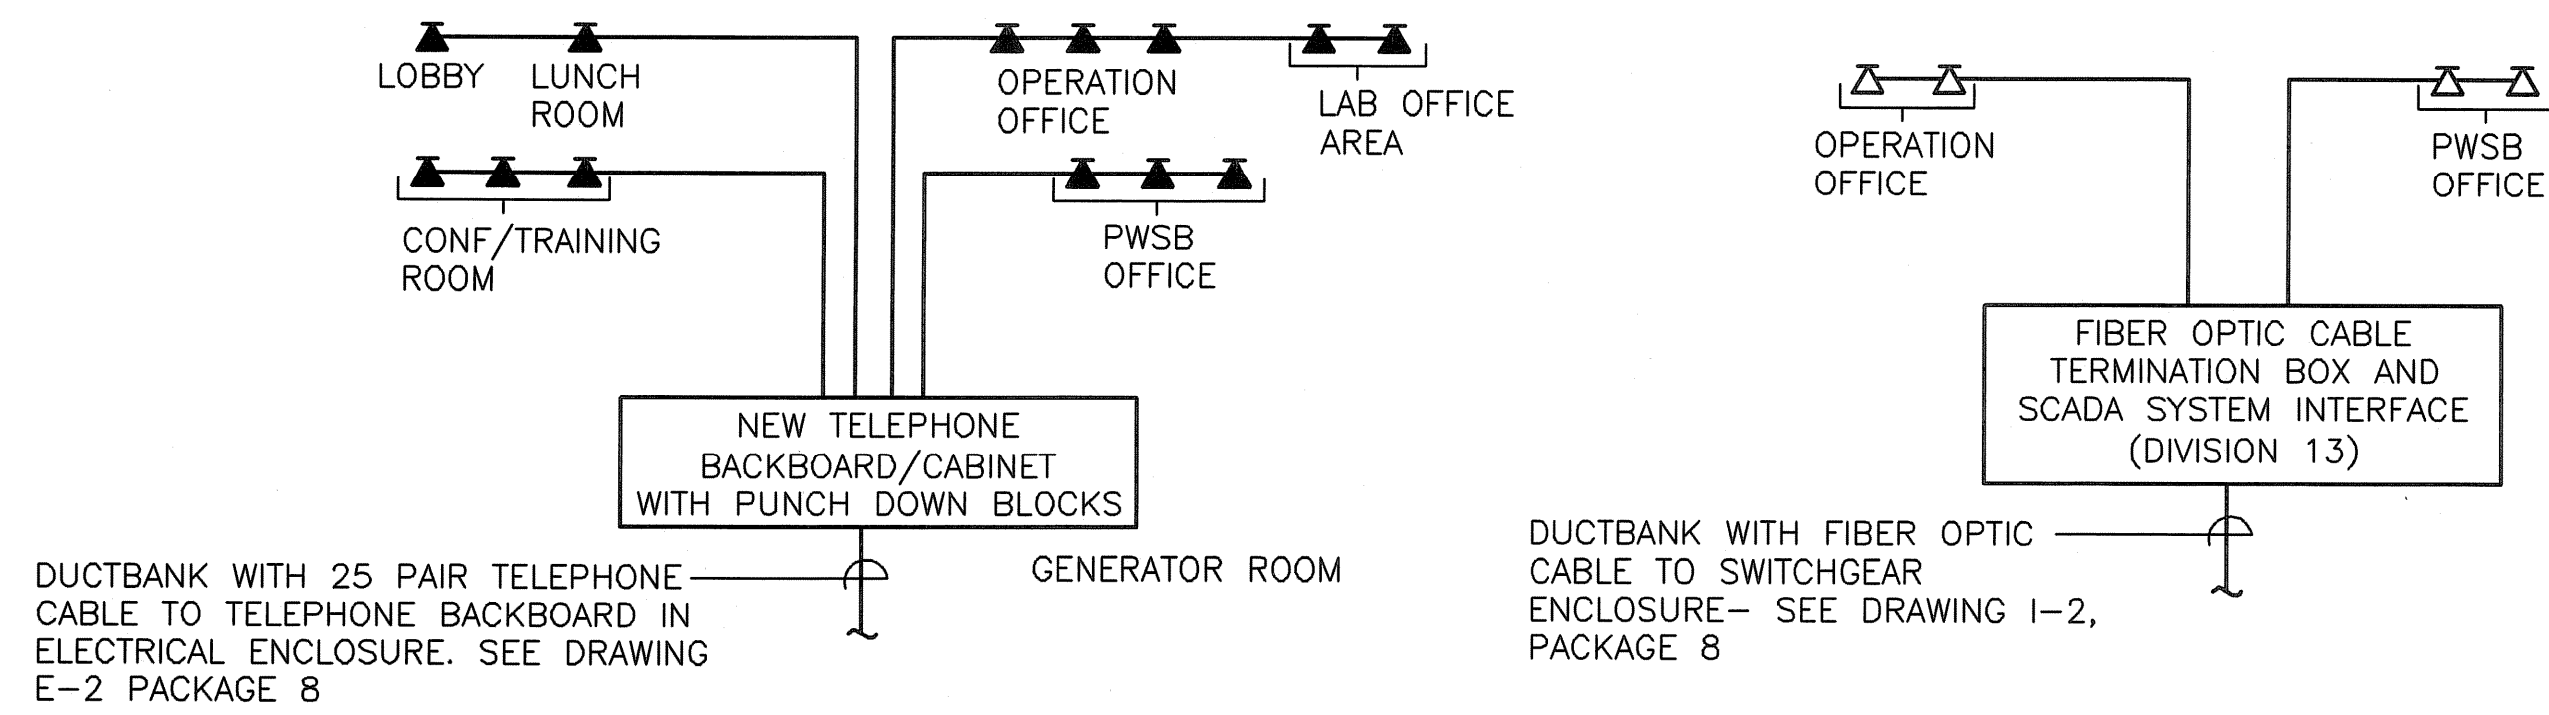 LOBBY
LUNCH
ROOM
OPERATION
OFFICE
LAB OFFICE
AREA
CONF/TRAINING
ROOM
PWSB
OFFICE
NEW TELEPHONE
BACKBOARD/CABINET
WITH PUNCH DOWN BLOCKS
GENERATOR ROOM
DUCTBANK WITH 25 PAIR TELEPHONE
CABLE TO TELEPHONE BACKBOARD IN
ELECTRICAL ENCLOSURE. SEE DRAWING
E-2 PACKAGE 8
OPERATION
OFFICE
PWSB
OFFICE
FIBER OPTIC CABLE
TERMINATION BOX AND
SCADA SYSTEM INTERFACE
(DIVISION 13)
DUCTBANK WITH FIBER OPTIC
CABLE TO SWITCHGEAR
ENCLOSURE- SEE DRAWING I-2,
PACKAGE 8